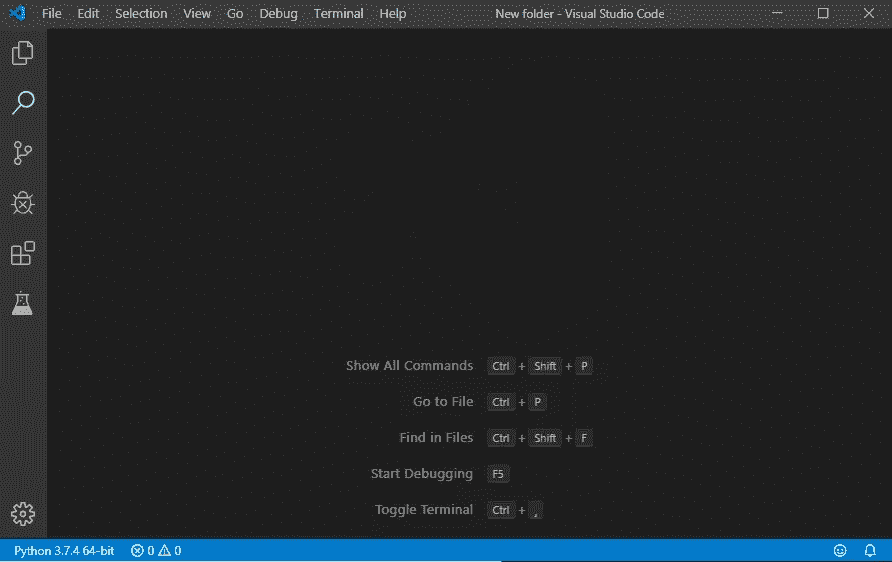 File Edit Selection View Go Debug Terminal Help New folder - Visual Studio Code
Show All Commands Ctrl + Shift + P
Go to File Ctrl + P
Find in Files Ctrl + Shift + F
Start Debugging F5
Toggle Terminal Ctrl +
Python 3.7.4 64-bit 0 0